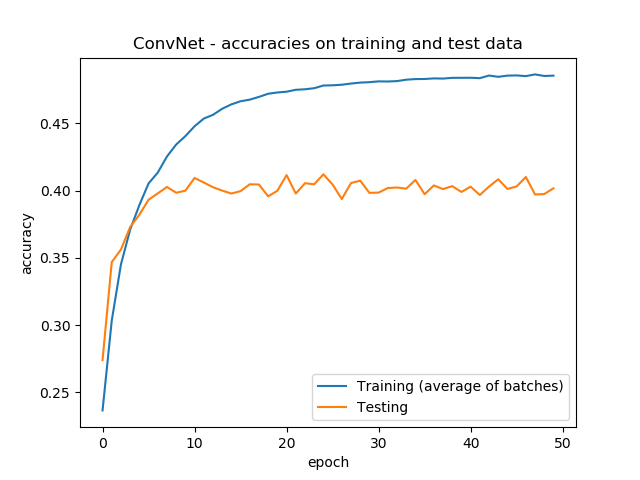 ConvNet - accuracies on training and test data
accuracy
0.45
0.40
0.35
0.30
0.25
0 10 20 30 40 50
epoch
Training (average of batches)
Testing